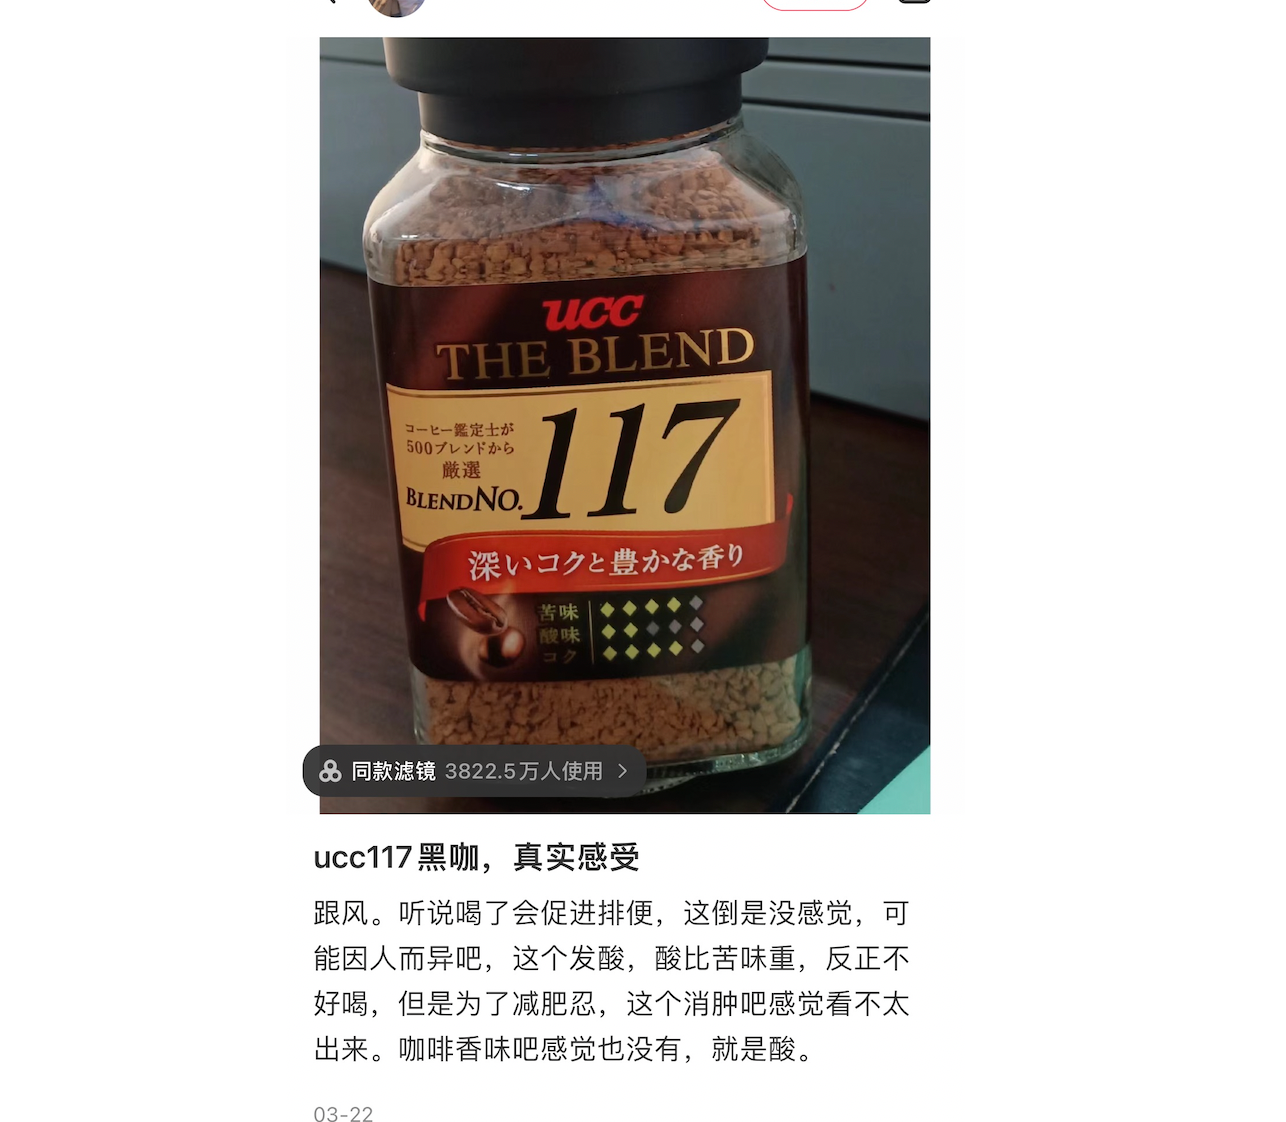 ucc
THE BLEND
コーヒー鑑定士が
500ブレンドから
厳選
BLEND NO.
117
深いコクと豊かな香り
苦味
酸味
コク
同款滤镜 3822.5万人使用
ucc117黑咖，真实感受
跟风。听说喝了会促进排便，这倒是没感觉，可
能因人而异吧，这个发酸，酸比苦味重，反正不
好喝，但是为了减肥忍，这个消肿吧感觉看不太
出来。咖啡香味吧感觉也没有，就是酸。
03-22